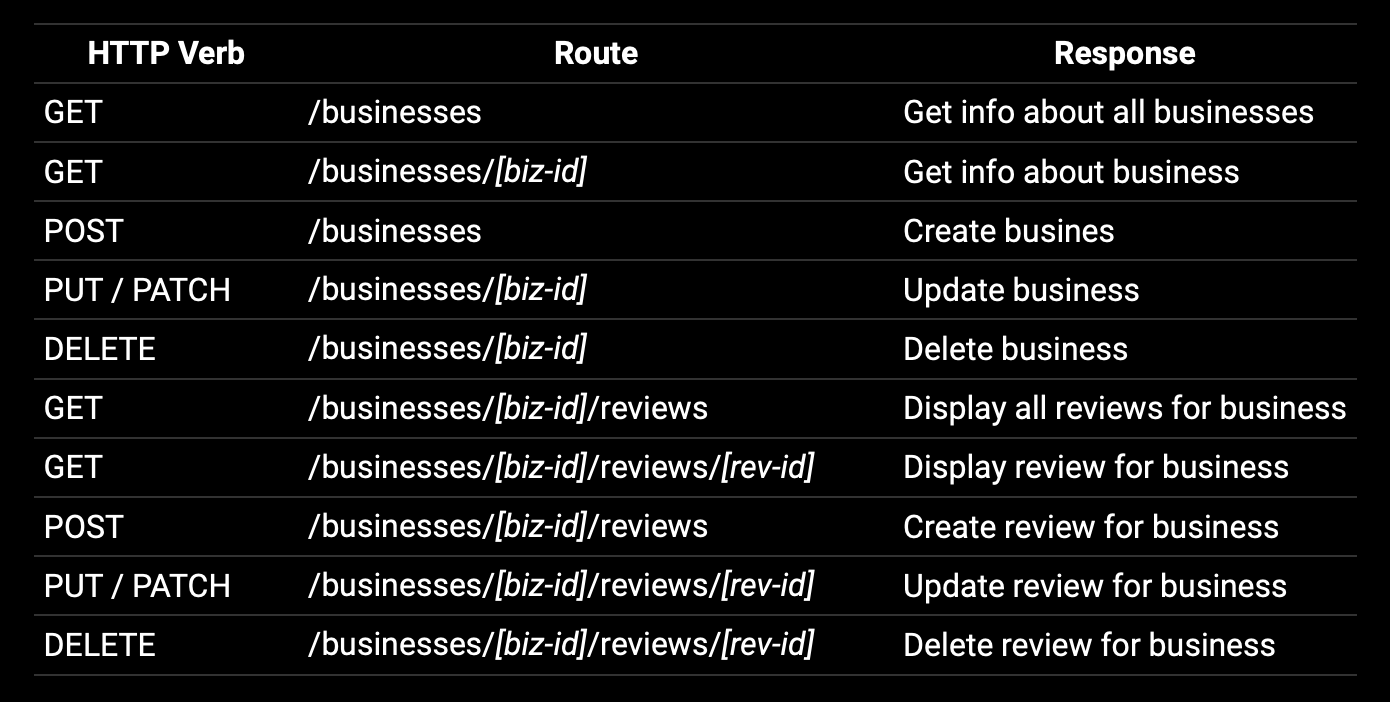 HTTP Verb Route Response
GET /businesses Get info about all businesses
GET /businesses/[biz-id] Get info about business
POST /businesses Create busines
PUT / PATCH /businesses/[biz-id] Update business
DELETE /businesses/[biz-id] Delete business
GET /businesses/[biz-id]/reviews Display all reviews for business
GET /businesses/[biz-id]/reviews/[rev-id] Display review for business
POST /businesses/[biz-id]/reviews Create review for business
PUT / PATCH /businesses/[biz-id]/reviews/[rev-id] Update review for business
DELETE /businesses/[biz-id]/reviews/[rev-id] Delete review for business